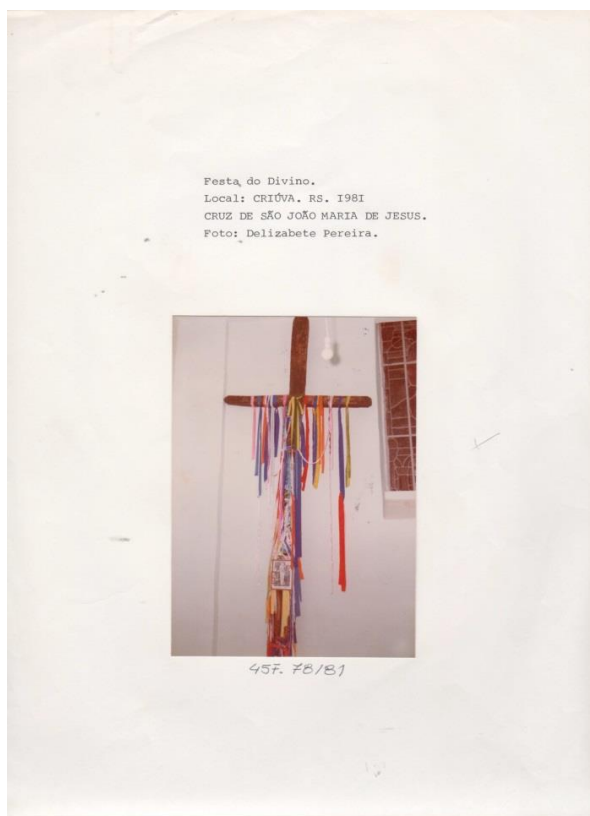 Festa do Divino.
Local: CRIÚVA. RS. I98I
CRUZ DE SÃO JOÃO MARIA DE JESUS.
Foto: Delizabete Pereira.
45F. 78/81